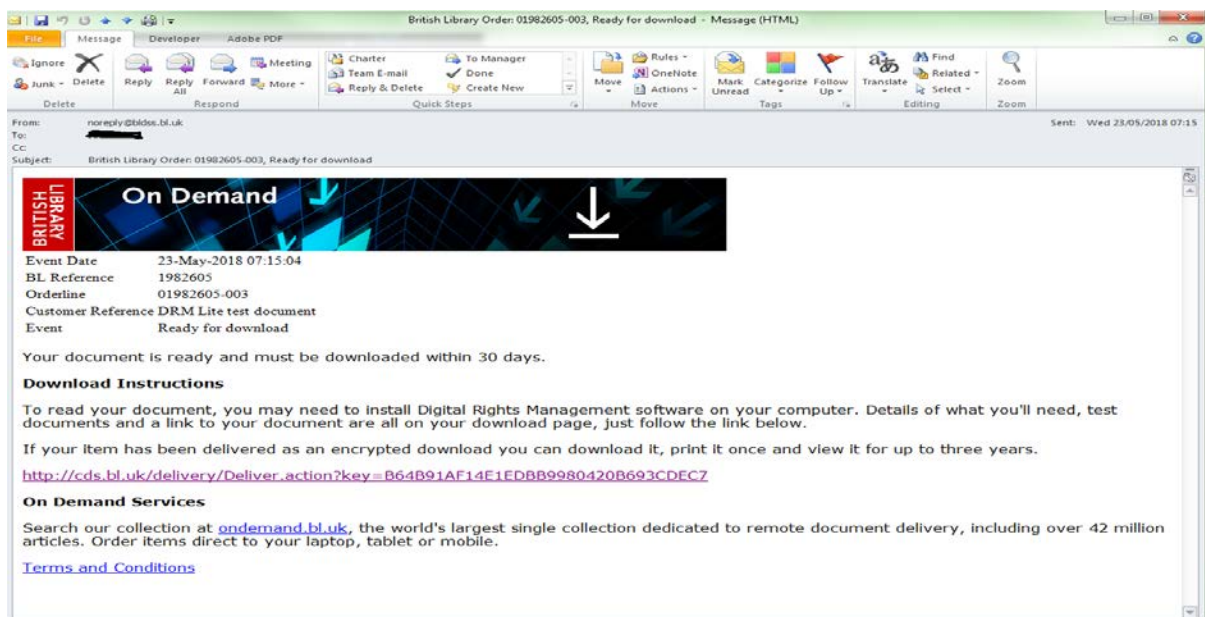 British Library Order: 01982605-003, Ready for download - Message (HTML)
File Message Developer Adobe PDF
Ignore
Junk
Delete
Reply
Reply All
Forward
Meeting
More
Charter
Team E-mail
Reply & Delete
To Manager
Done
Create New
Move
Rules
OneNote
Actions
Mark Unread
Categorize
Follow Up
Translate
Find
Related
Select
Zoom
Delete Respond Quick Steps Move Tags Editing Zoom
From: noreply@bldss.bl.uk Sent: Wed 23/05/2018 07:15
To:
Cc:
Subject: British Library Order: 01982605-003, Ready for download
BRITISH LIBRARY
On Demand
Event Date 23-May-2018 07:15:04
BL Reference 1982605
Orderline 01982605-003
Customer Reference DRM Lite test document
Event Ready for download
Your document is ready and must be downloaded within 30 days.
Download Instructions
To read your document, you may need to install Digital Rights Management software on your computer. Details of what you'll need, test
documents and a link to your document are all on your download page, just follow the link below.
If your item has been delivered as an encrypted download you can download it, print it once and view it for up to three years.
http://cds.bl.uk/delivery/Deliver.action?key=B64B91AF14E1EDBB9980420B693CDEC7
On Demand Services
Search our collection at ondemand.bl.uk, the world's largest single collection dedicated to remote document delivery, including over 42 million
articles. Order items direct to your laptop, tablet or mobile.
Terms and Conditions